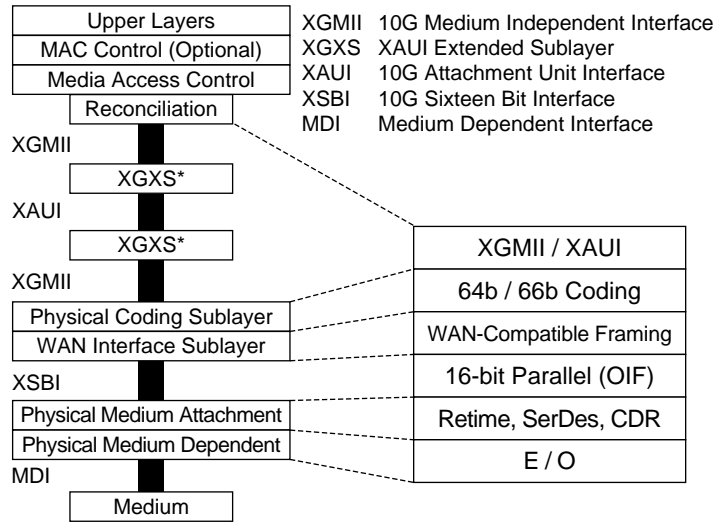 Upper Layers
MAC Control (Optional)
Media Access Control
Reconciliation
XGMII
XGXS*
XAUI
XGXS*
XGMII
Physical Coding Sublayer
WAN Interface Sublayer
XSBI
Physical Medium Attachment
Physical Medium Dependent
MDI
Medium
XGMII 10G Medium Independent Interface
XGXS XAUI Extended Sublayer
XAUI 10G Attachment Unit Interface
XSBI 10G Sixteen Bit Interface
MDI Medium Dependent Interface
XGMII / XAUI
64b / 66b Coding
WAN-Compatible Framing
16-bit Parallel (OIF)
Retime, SerDes, CDR
E / O